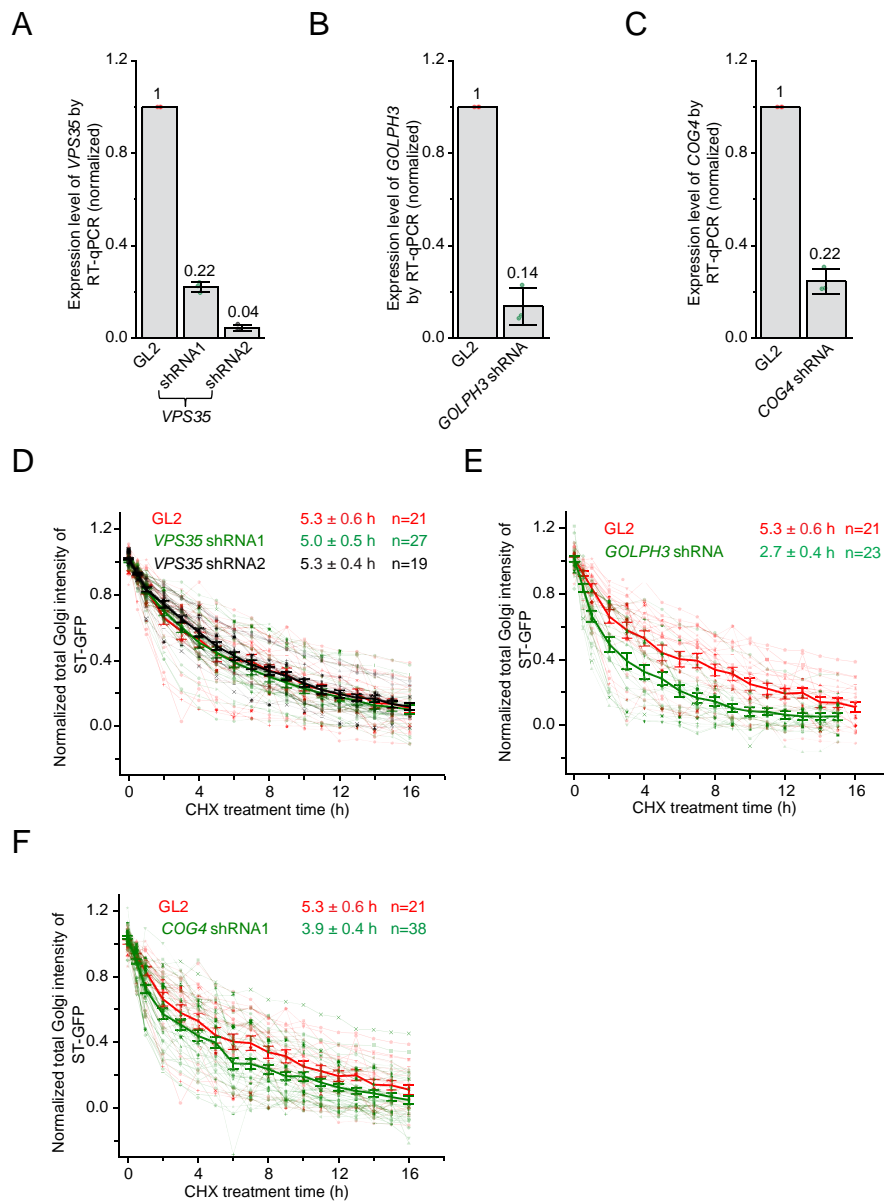 A
B
C
Expression level of VPS35 by
RT-qPCR (normalized)
1.2
0.8
0.4
0.0
1
0.22
0.04
GL2
shRNA1
shRNA2
VPS35
Expression level of GOLPH3
by RT-qPCR (normalized)
1.2
0.8
0.4
0.0
1
0.14
GL2
GOLPH3 shRNA
Expression level of COG4 by
RT-qPCR (normalized)
1.2
0.8
0.4
0.0
1
0.22
GL2
COG4 shRNA
D
E
Normalized total Golgi intensity of
ST-GFP
1.2
0.8
0.4
0.0
GL2 5.3 ± 0.6 h n=21
VPS35 shRNA1 5.0 ± 0.5 h n=27
VPS35 shRNA2 5.3 ± 0.4 h n=19
0 4 8 12 16
CHX treatment time (h)
Normalized total Golgi intensity of
ST-GFP
1.2
0.8
0.4
0.0
GL2 5.3 ± 0.6 h n=21
GOLPH3 shRNA 2.7 ± 0.4 h n=23
0 4 8 12 16
CHX treatment time (h)
F
Normalized total Golgi intensity of
ST-GFP
1.2
0.8
0.4
0.0
GL2 5.3 ± 0.6 h n=21
COG4 shRNA1 3.9 ± 0.4 h n=38
0 4 8 12 16
CHX treatment time (h)